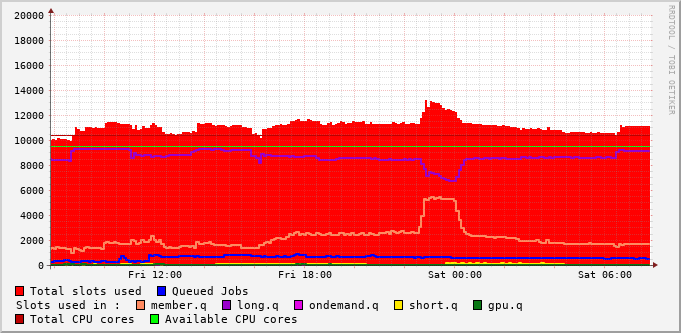 RRDTOOL / TOBI OETIKER
20000
18000
16000
14000
12000
10000
8000
6000
4000
2000
0
Fri 12:00 Fri 18:00 Sat 00:00 Sat 06:00
Total slots used Queued Jobs
Slots used in : member.q long.q ondemand.q short.q gpu.q
Total CPU cores Available CPU cores